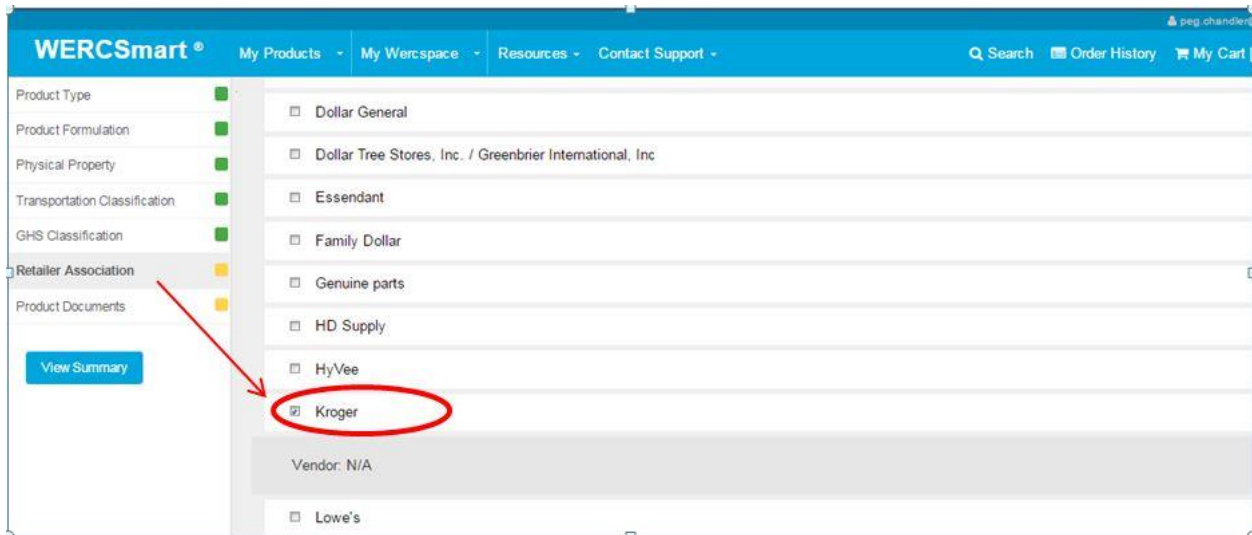 peg.chandler
WERCSmart ® My Products My Wercspace Resources Contact Support Search Order History My Cart
Product Type
Product Formulation
Physical Property
Transportation Classification
GHS Classification
Retailer Association
Product Documents
View Summary
Dollar General
Dollar Tree Stores, Inc. / Greenbrier International, Inc
Essendant
Family Dollar
Genuine parts
HD Supply
HyVee
Kroger
Vendor: N/A
Lowe's